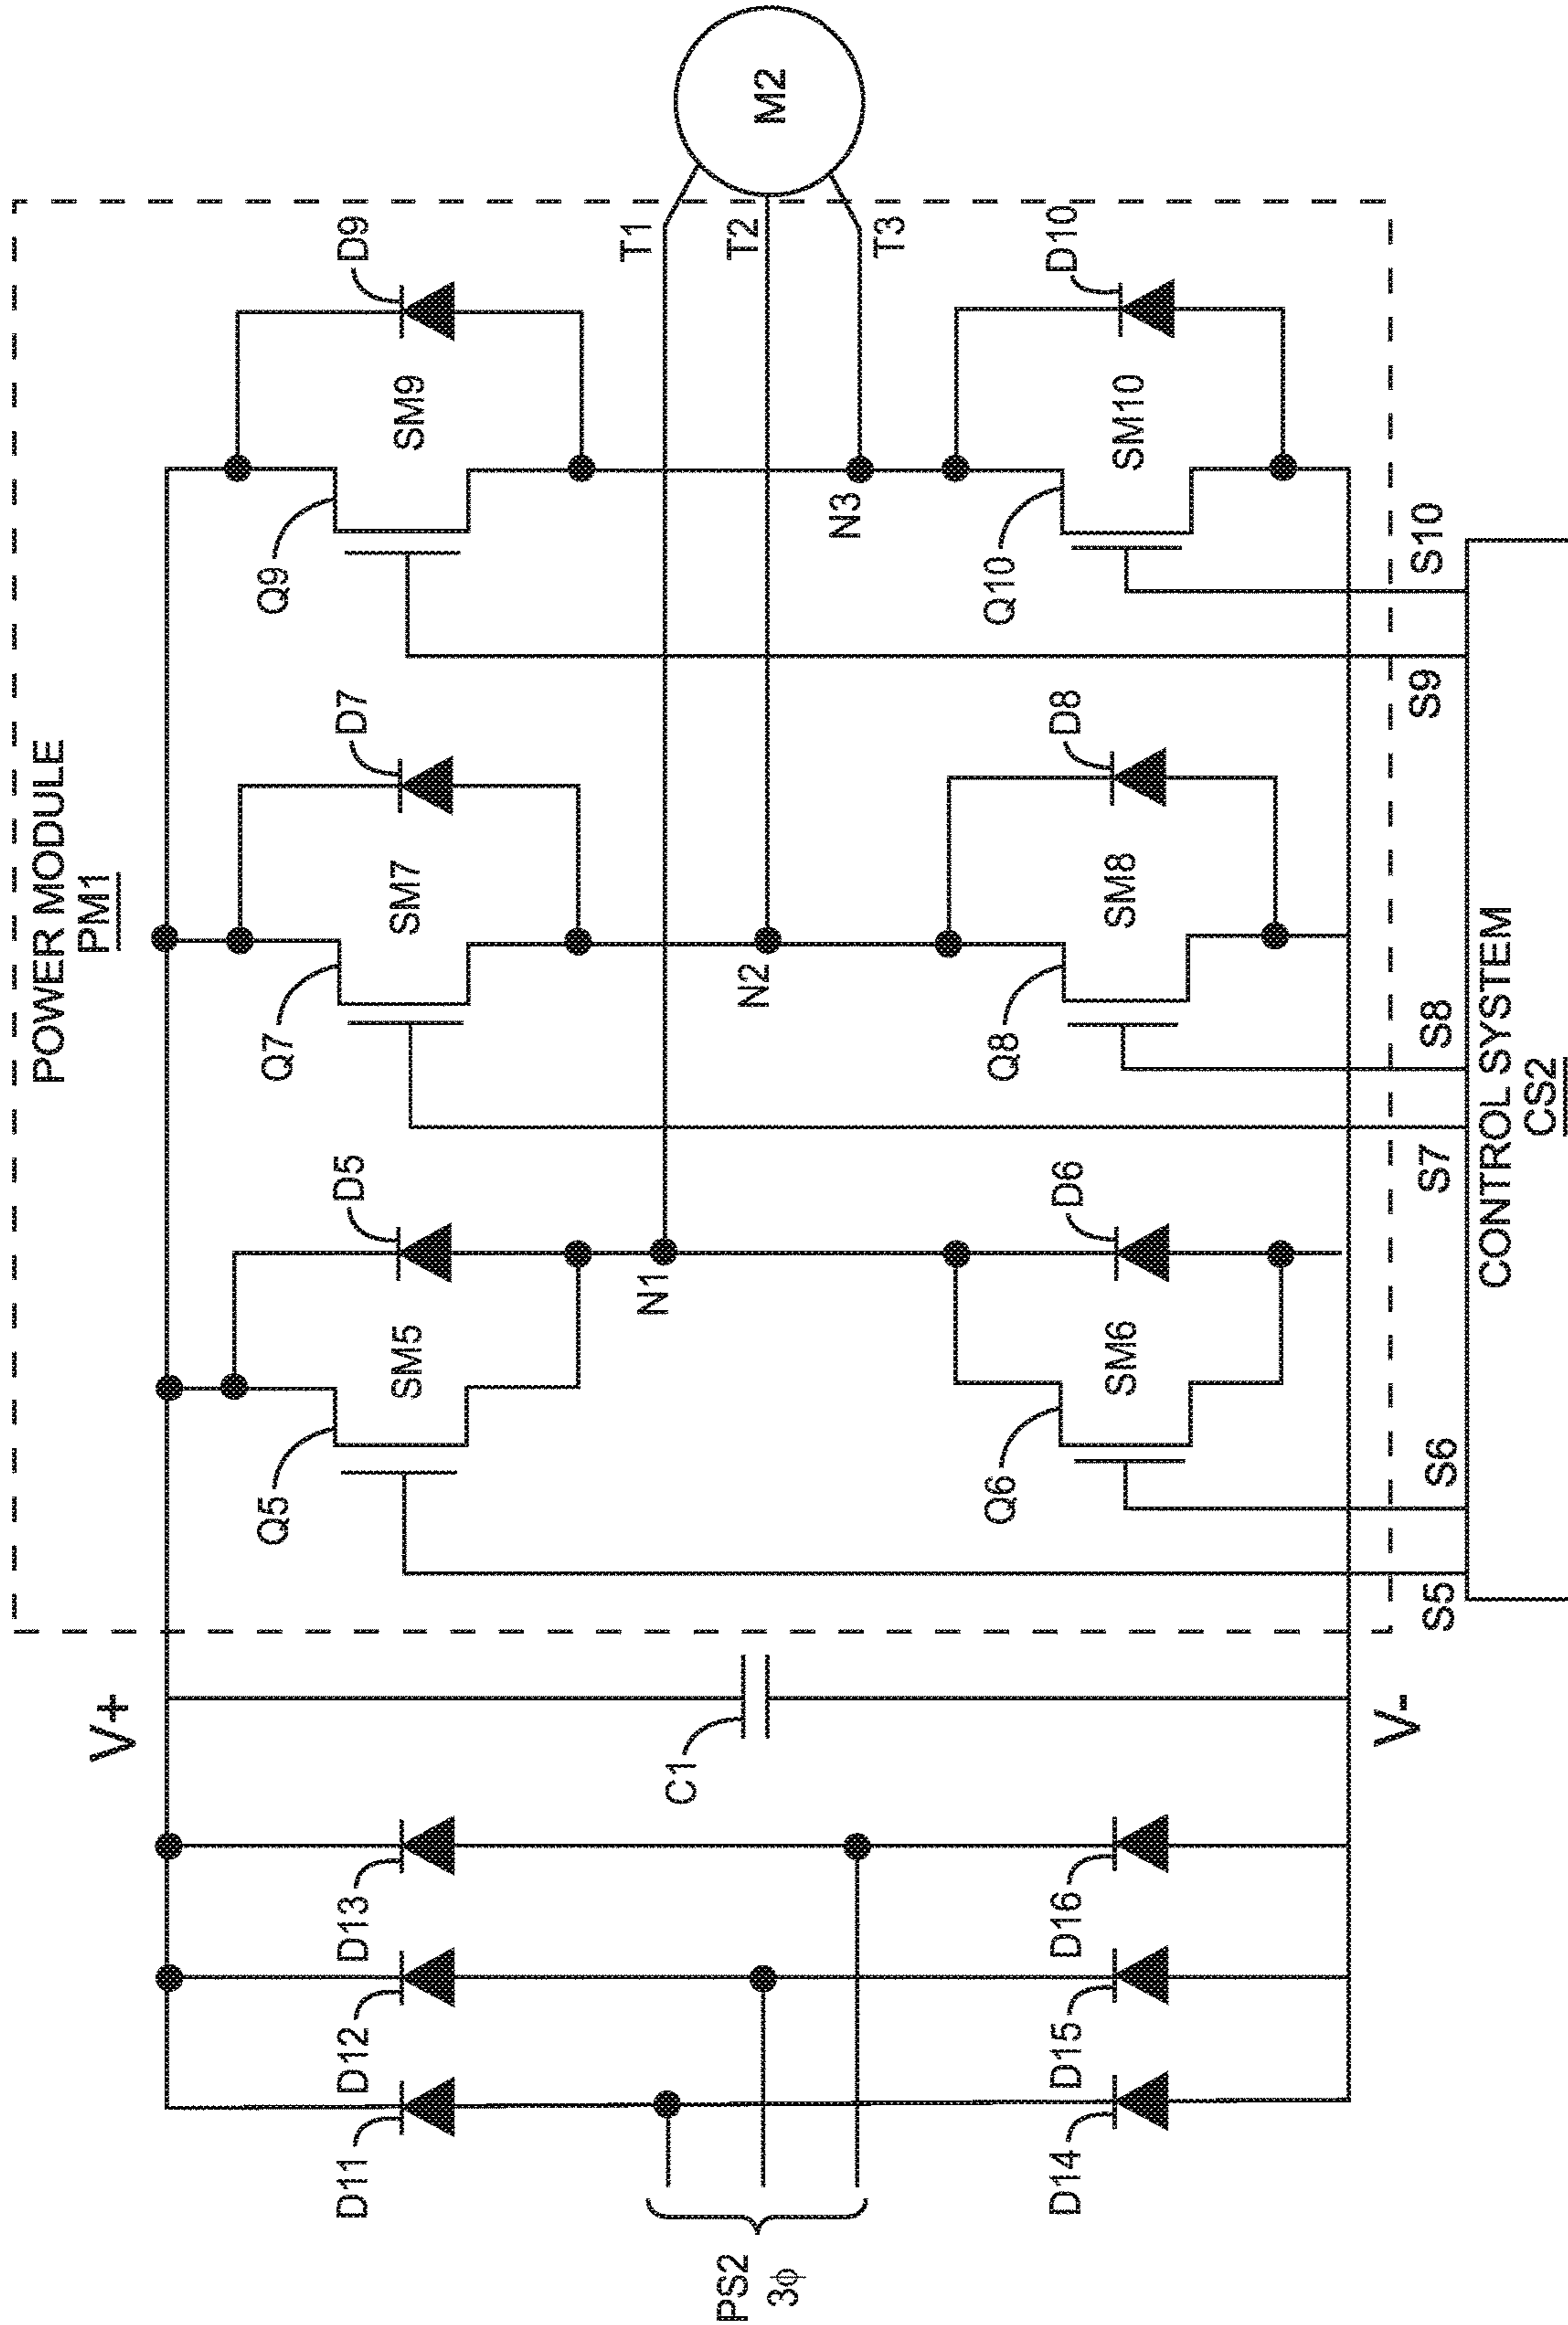 POWER MODULE
PM1
V+
D11
D12
D13
Q5
D5
SM5
Q7
D7
SM7
Q9
D9
SM9
PS2
3ϕ
C1
N1
N2
N3
T1
T2
T3
M2
D14
D15
D16
Q6
D6
SM6
Q8
D8
SM8
Q10
D10
SM10
V-
S5
S6
S7
S8
S9
S10
CONTROL SYSTEM
CS2